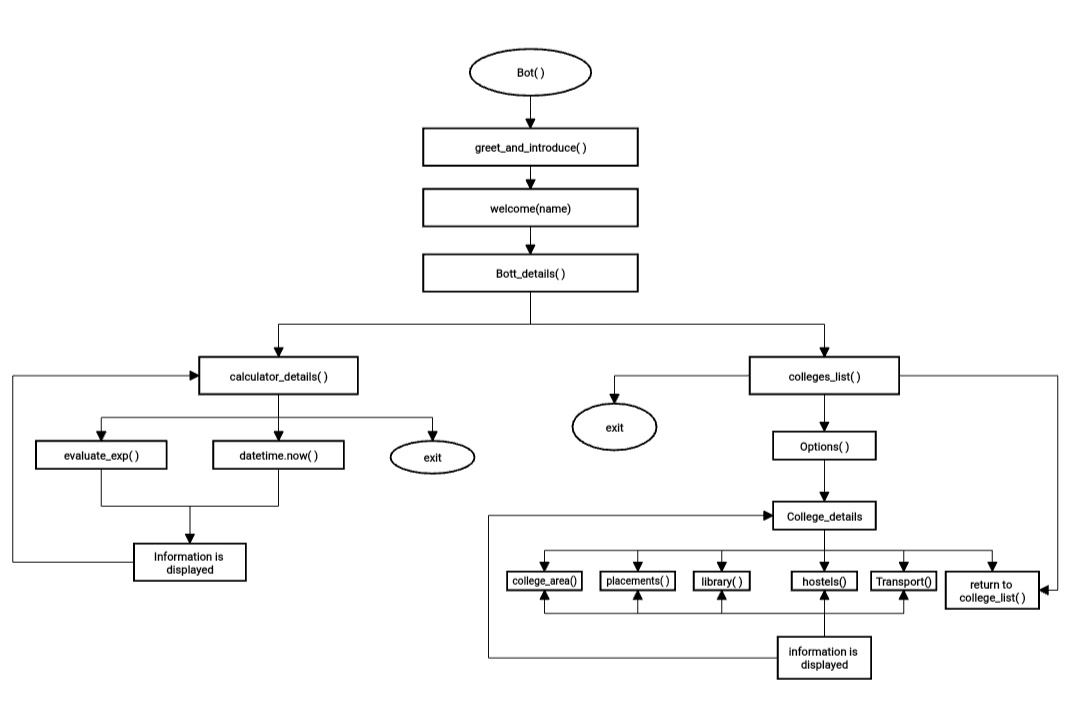 Bot( )
greet_and_introduce( )
welcome(name)
Bott_details( )
calculator_details( )
colleges_list( )
exit
evaluate_exp( )
datetime.now( )
exit
Options( )
College_details
Information is
displayed
college_area()
placements( )
library( )
hostels()
Transport()
return to
college_list( )
information is
displayed